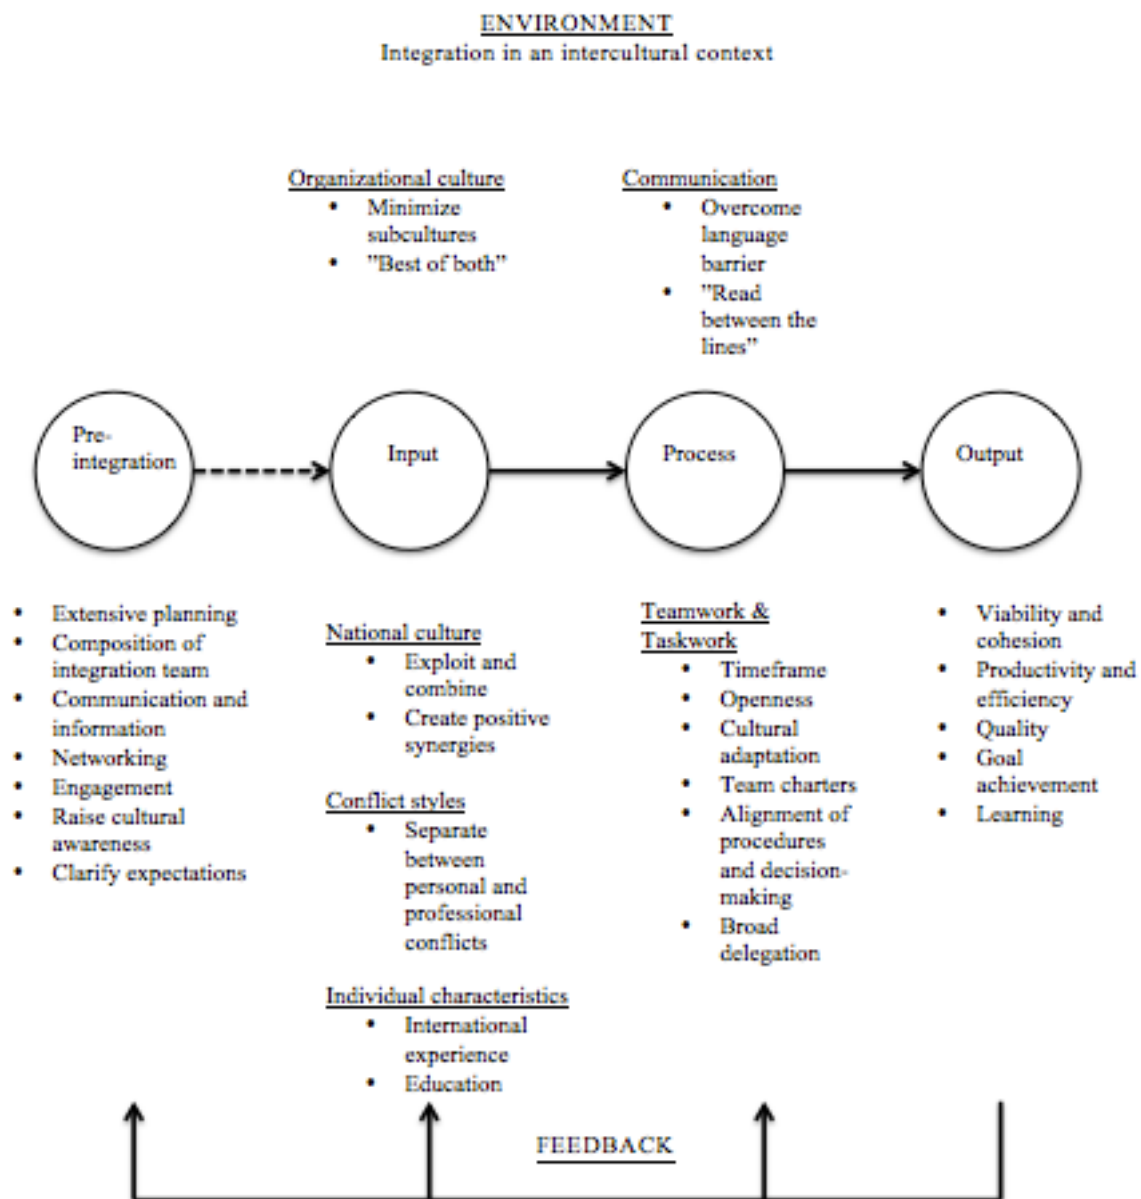 ENVIRONMENT
Integration in an intercultural context
Organizational culture
• Minimize
subcultures
• ”Best of both”
Communication
• Overcome
language
barrier
• ”Read
between the
lines”
Pre-
integration
Input
Process
Output
• Extensive planning
• Composition of
integration team
• Communication and
information
• Networking
• Engagement
• Raise cultural
awareness
• Clarify expectations
National culture
• Exploit and
combine
• Create positive
synergies
Conflict styles
• Separate
between
personal and
professional
conflicts
Individual characteristics
• International
experience
• Education
Teamwork &
Taskwork
• Timeframe
• Openness
• Cultural
adaptation
• Team charters
• Alignment of
procedures
and decision-
making
• Broad
delegation
• Viability and
cohesion
• Productivity and
efficiency
• Quality
• Goal
achievement
• Learning
FEEDBACK